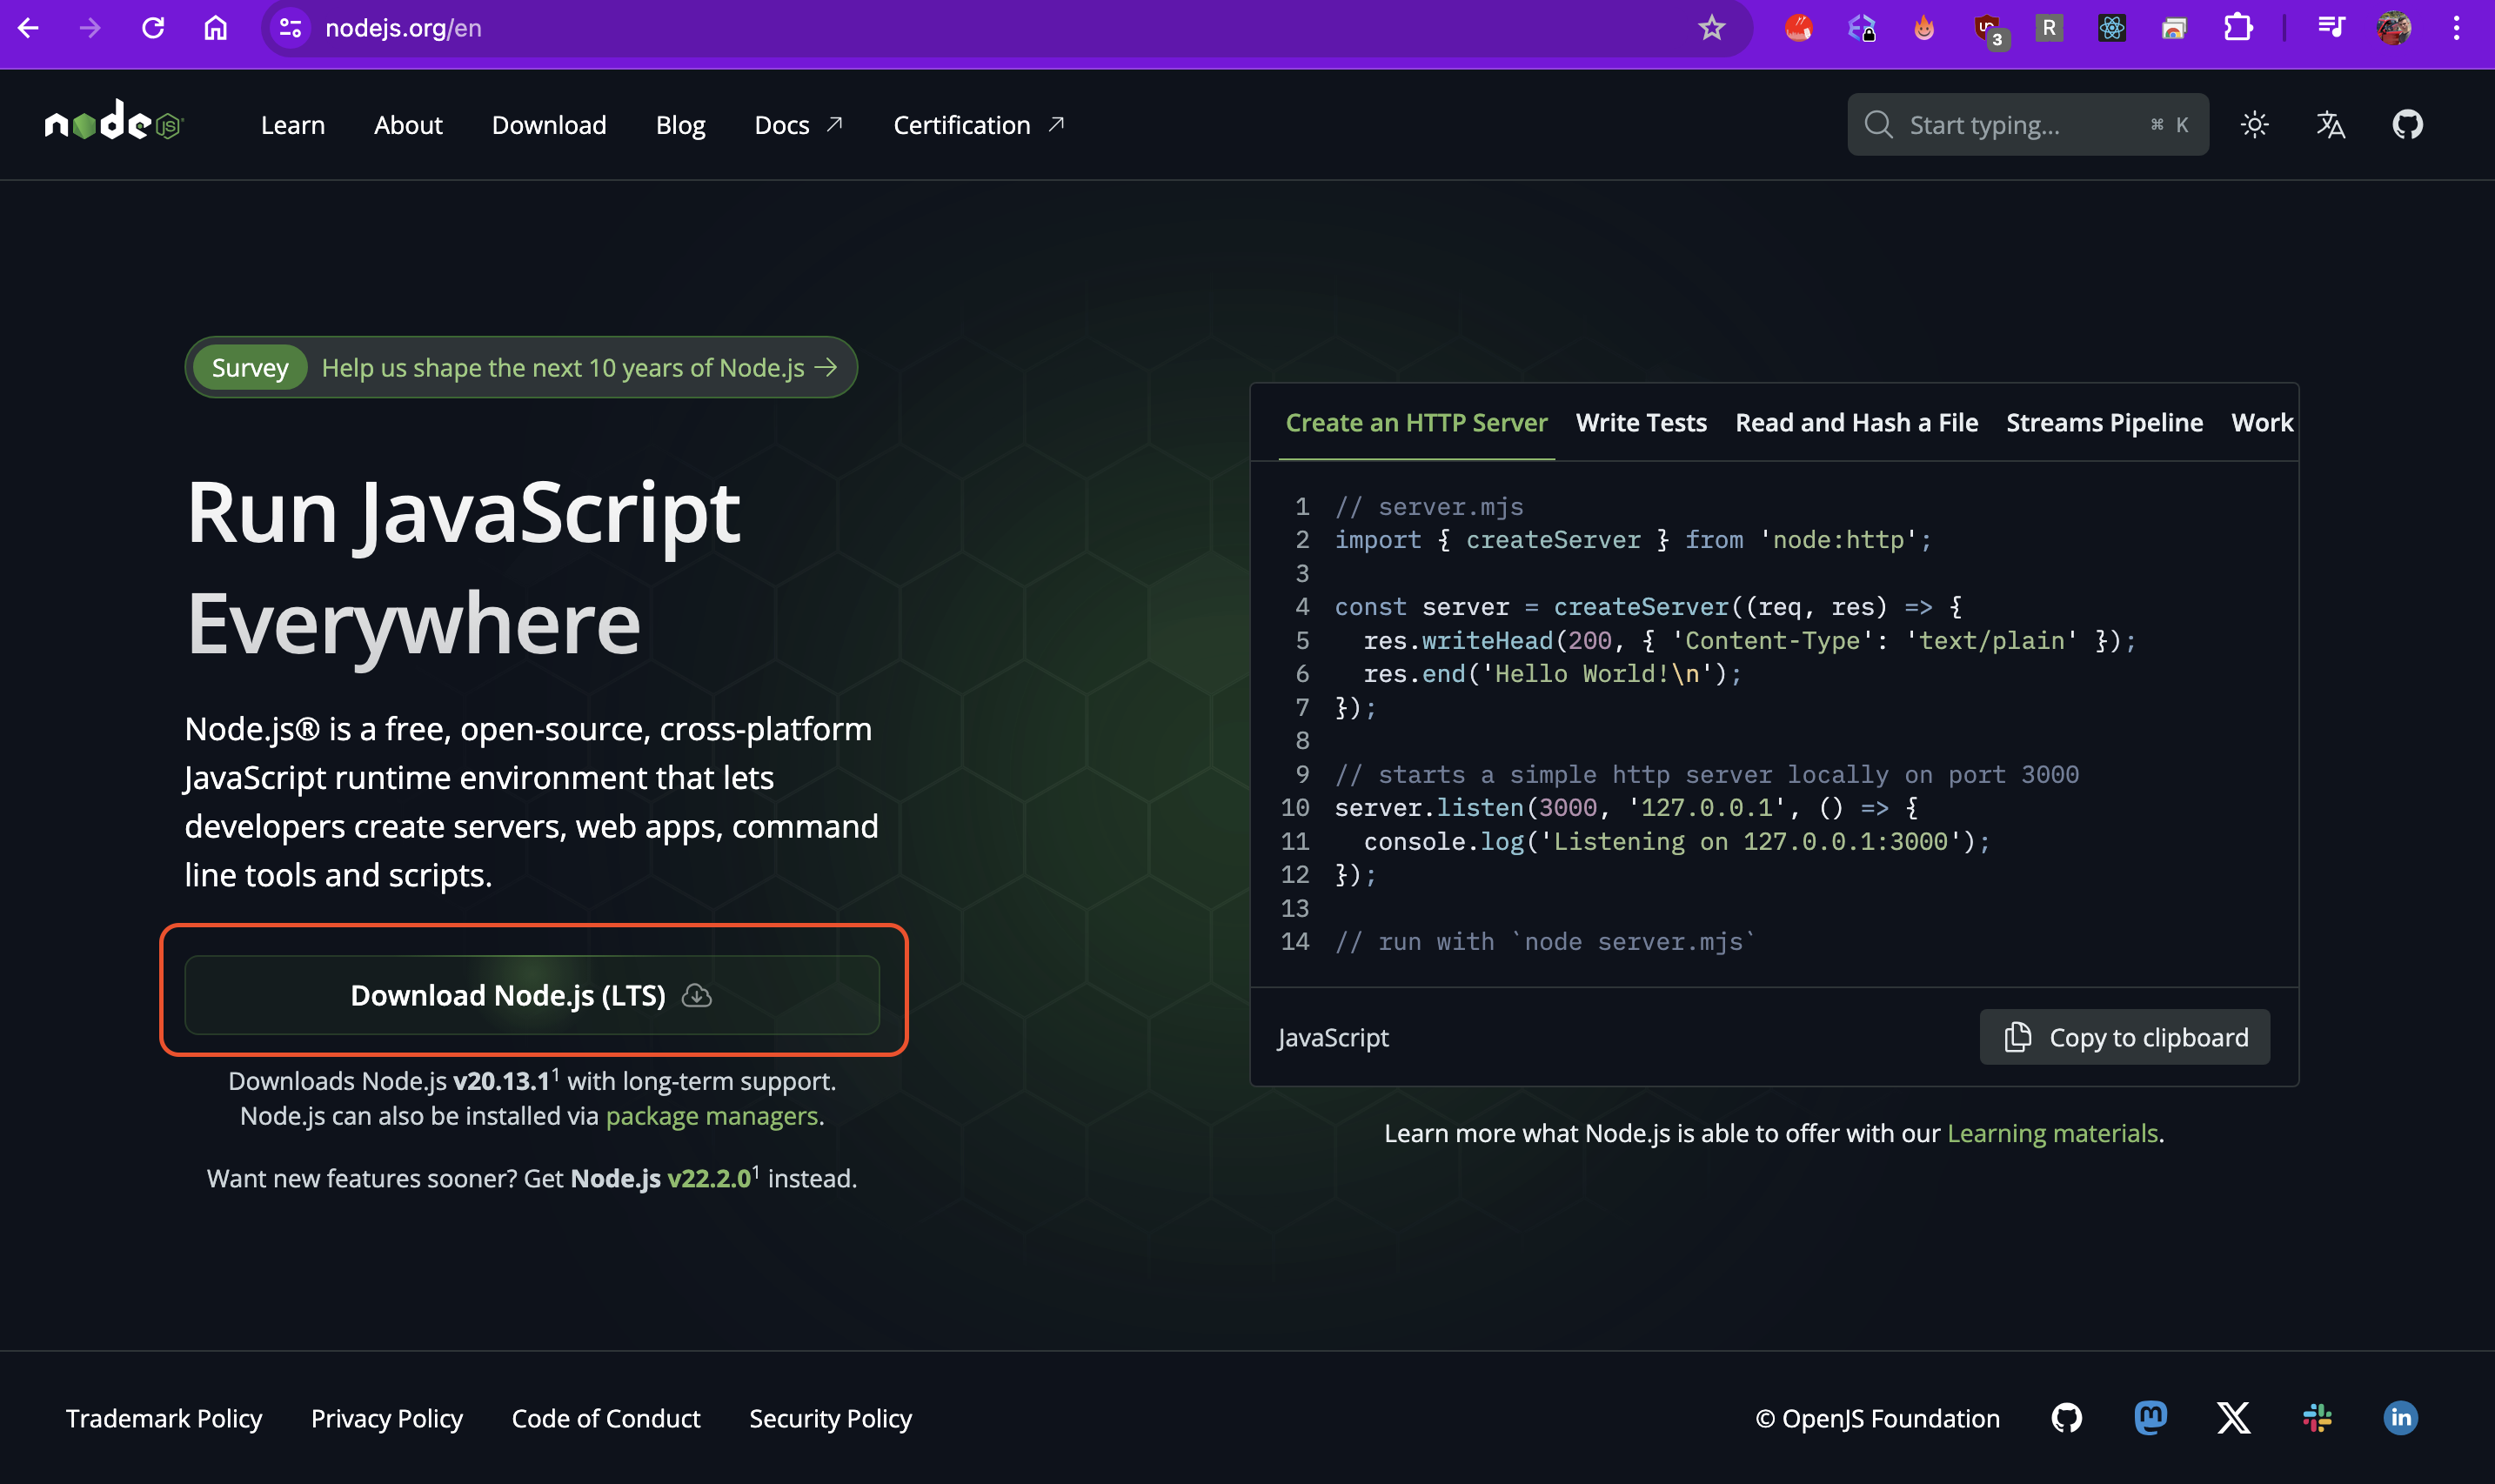 nodejs.org/en
3
R
node JS
Learn
About
Download
Blog
Docs
Certification
Start typing...
⌘ K
Survey
Help us shape the next 10 years of Node.js
Run JavaScript
Everywhere
Node.js® is a free, open-source, cross-platform
JavaScript runtime environment that lets
developers create servers, web apps, command
line tools and scripts.
Download Node.js (LTS)
Downloads Node.js v20.13.1¹ with long-term support.
Node.js can also be installed via package managers.
Want new features sooner? Get Node.js v22.2.0¹ instead.
Create an HTTP Server
Write Tests
Read and Hash a File
Streams Pipeline
Work
1 // server.mjs
2 import { createServer } from 'node:http';
3
4 const server = createServer((req, res) => {
5   res.writeHead(200, { 'Content-Type': 'text/plain' });
6   res.end('Hello World!\n');
7 });
8
9 // starts a simple http server locally on port 3000
10 server.listen(3000, '127.0.0.1', () => {
11   console.log('Listening on 127.0.0.1:3000');
12 });
13
14 // run with `node server.mjs`
JavaScript
Copy to clipboard
Learn more what Node.js is able to offer with our Learning materials.
Trademark Policy
Privacy Policy
Code of Conduct
Security Policy
© OpenJS Foundation
in